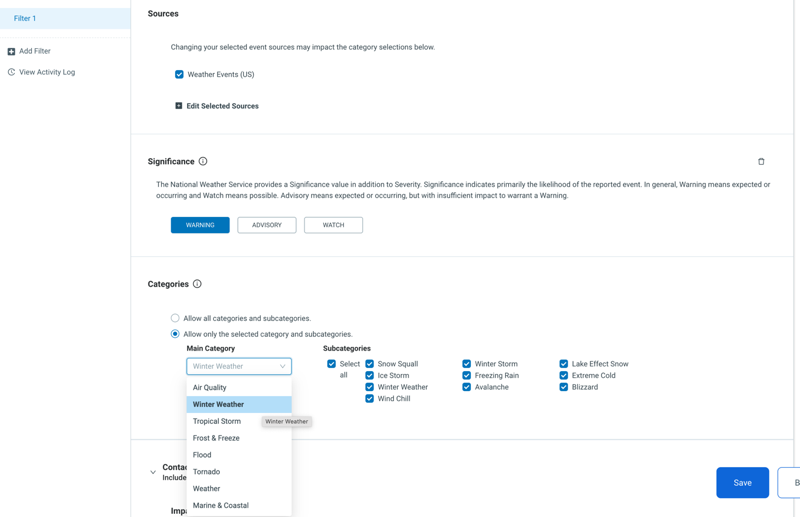 Filter 1
Add Filter
View Activity Log
Sources
Changing your selected event sources may impact the category selections below.
Weather Events (US)
Edit Selected Sources
Significance
The National Weather Service provides a Significance value in addition to Severity. Significance indicates primarily the likelihood of the reported event. In general, Warning means expected or
occurring and Watch means possible. Advisory means expected or occurring, but with insufficient impact to warrant a Warning.
WARNING ADVISORY WATCH
Categories
Allow all categories and subcategories.
Allow only the selected category and subcategories.
Main Category
Winter Weather
Air Quality
Winter Weather
Tropical Storm
Winter Weather
Frost & Freeze
Flood
Tornado
Weather
Marine & Coastal
Subcategories
Select
all
Snow Squall
Ice Storm
Winter Weather
Wind Chill
Winter Storm
Freezing Rain
Avalanche
Lake Effect Snow
Extreme Cold
Blizzard
Include
Save
B